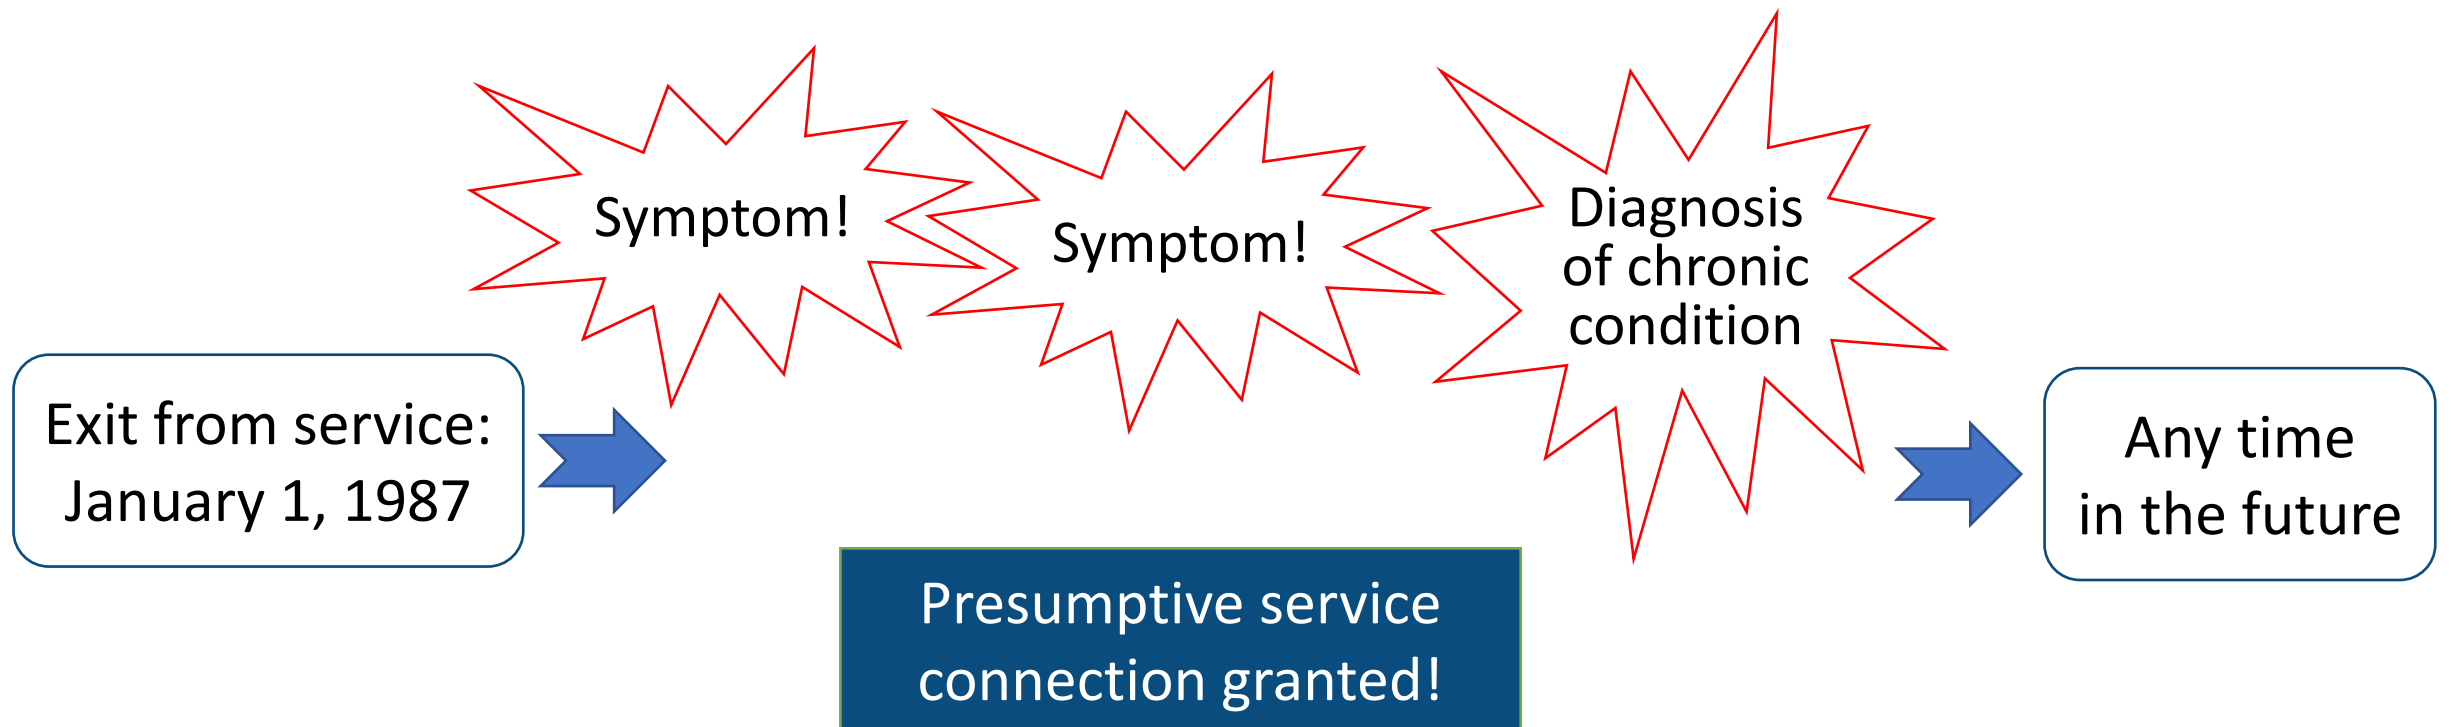 Exit from service:
January 1, 1987
Symptom!
Symptom!
Diagnosis
of chronic
condition
Any time
in the future
Presumptive service
connection granted!